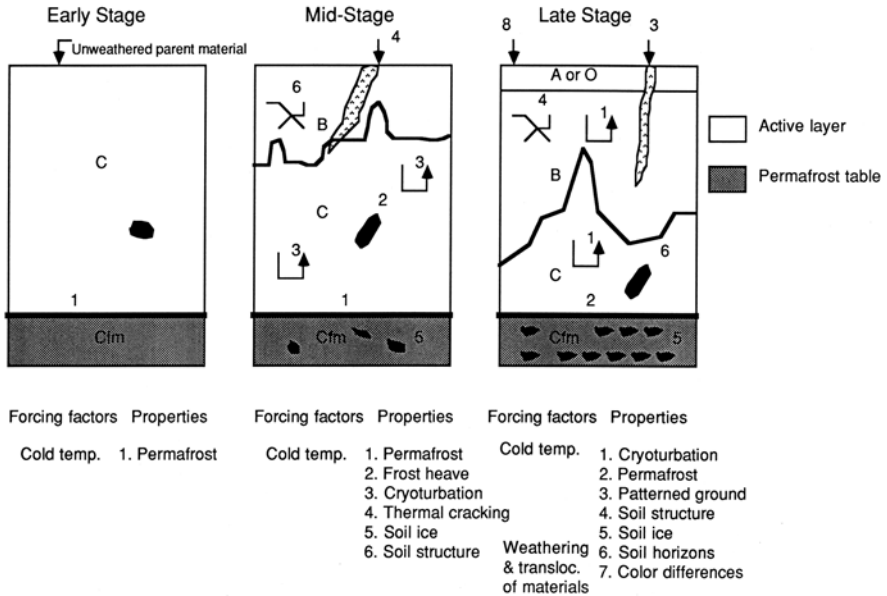 Early Stage
Mid-Stage
Late Stage
Unweathered parent material
4
8
3
6
B
C
3
2
C
3
1
1
Cfm
Cfm
5
A or O
4
1
B
1
6
C
2
Cfm
5
Active layer
Permafrost table
Forcing factors Properties
Cold temp. 1. Permafrost
Forcing factors Properties
Cold temp. 1. Permafrost
2. Frost heave
3. Cryoturbation
4. Thermal cracking
5. Soil ice
6. Soil structure
Forcing factors Properties
Cold temp. 1. Cryoturbation
2. Permafrost
3. Patterned ground
4. Soil structure
5. Soil ice
Weathering 6. Soil horizons
& transloc. 7. Color differences
of materials